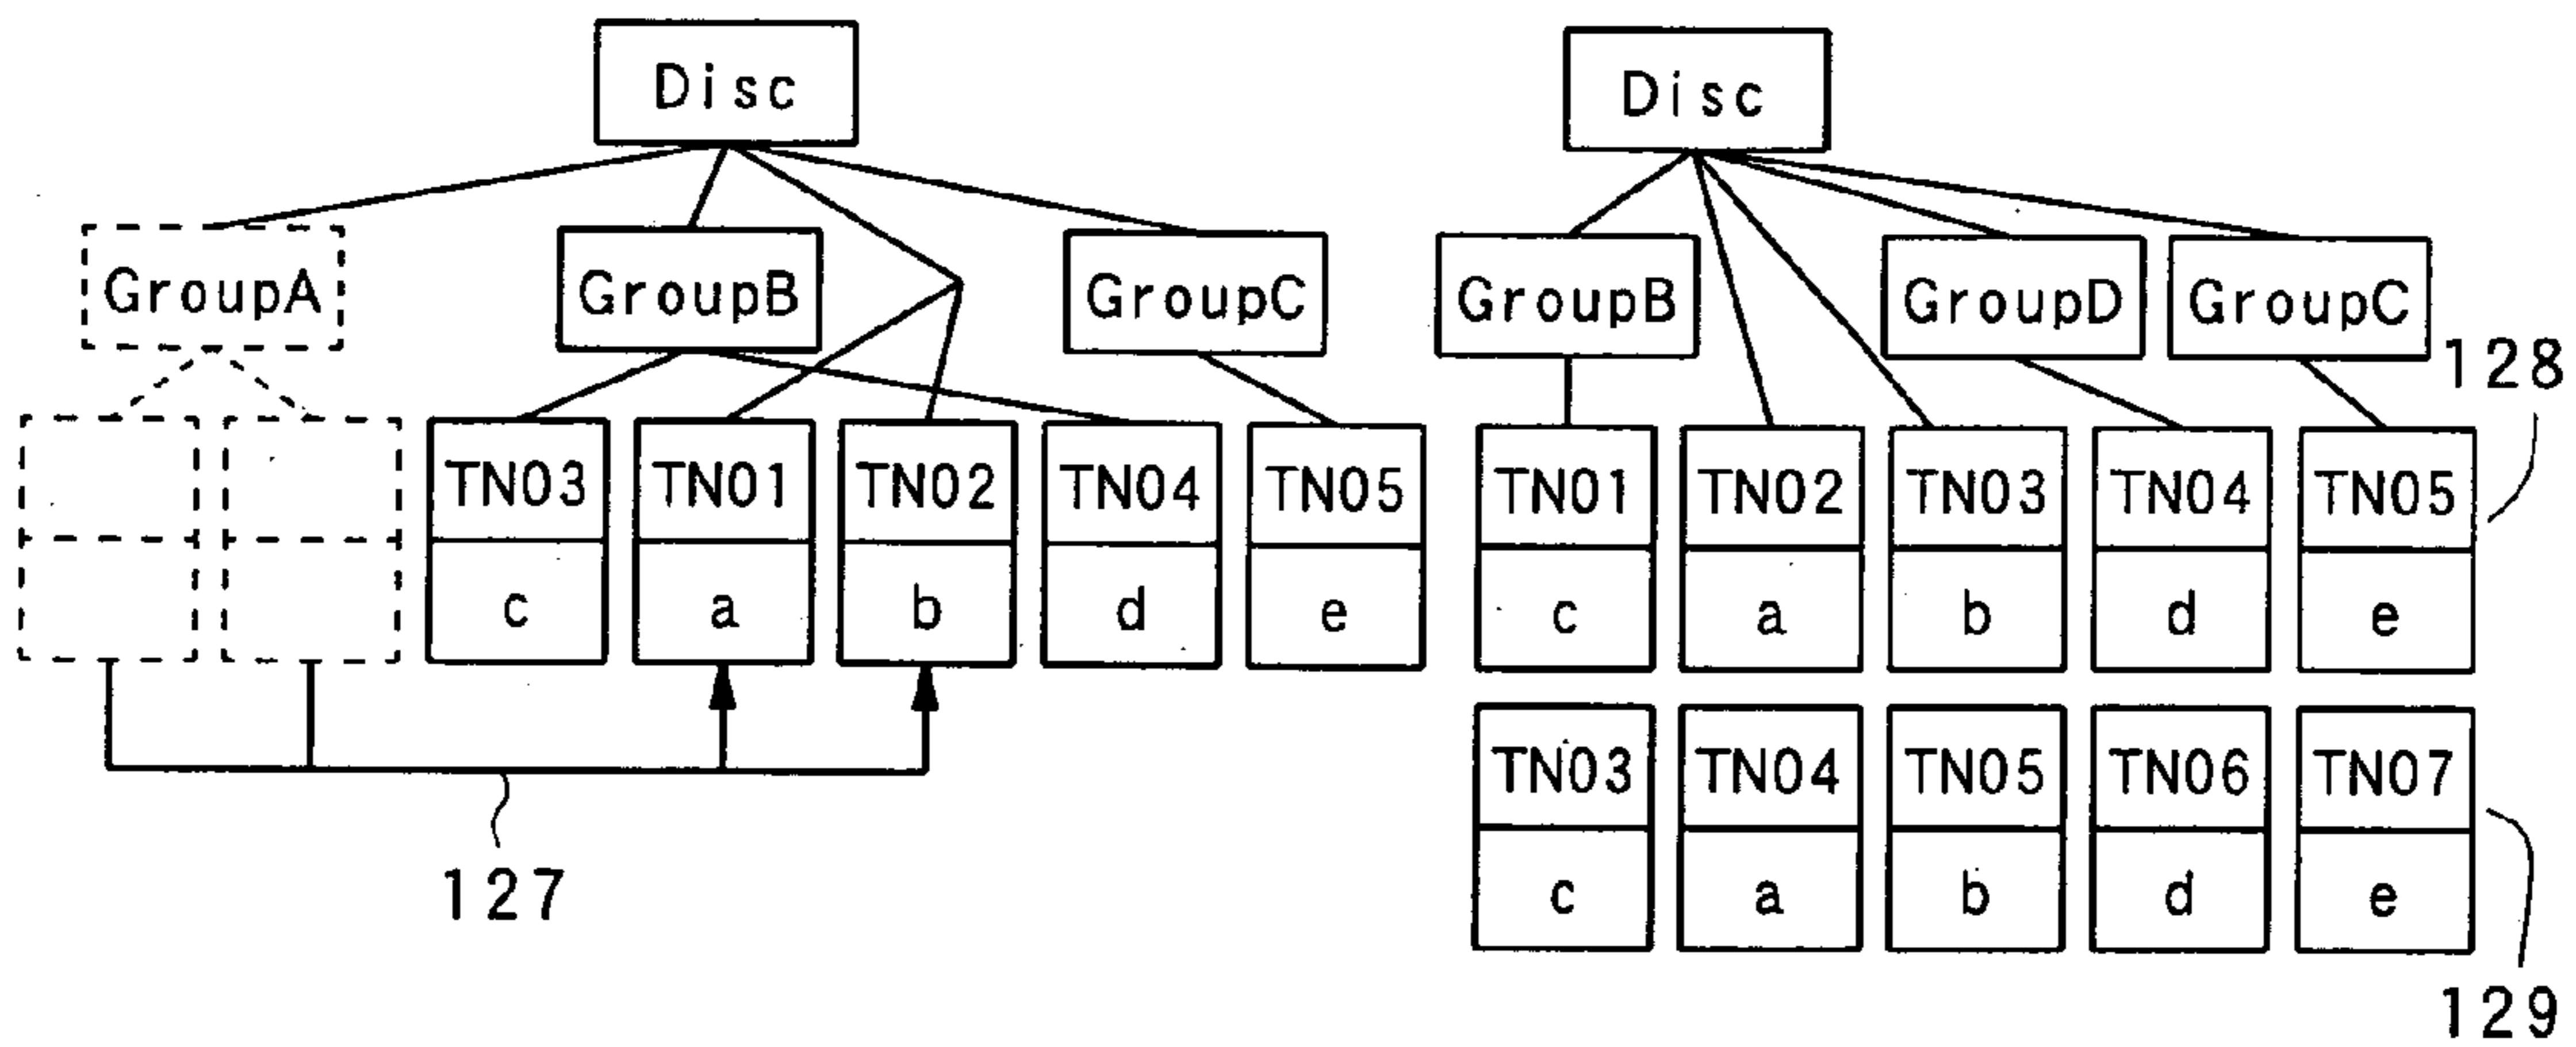 Disc Disc
GroupA GroupB GroupC GroupB GroupD GroupC
128
TN03 TN01 TN02 TN04 TN05 TN01 TN02 TN03 TN04 TN05
c a b d e c a b d e
TN03 TN04 TN05 TN06 TN07
127
c a b d e
129